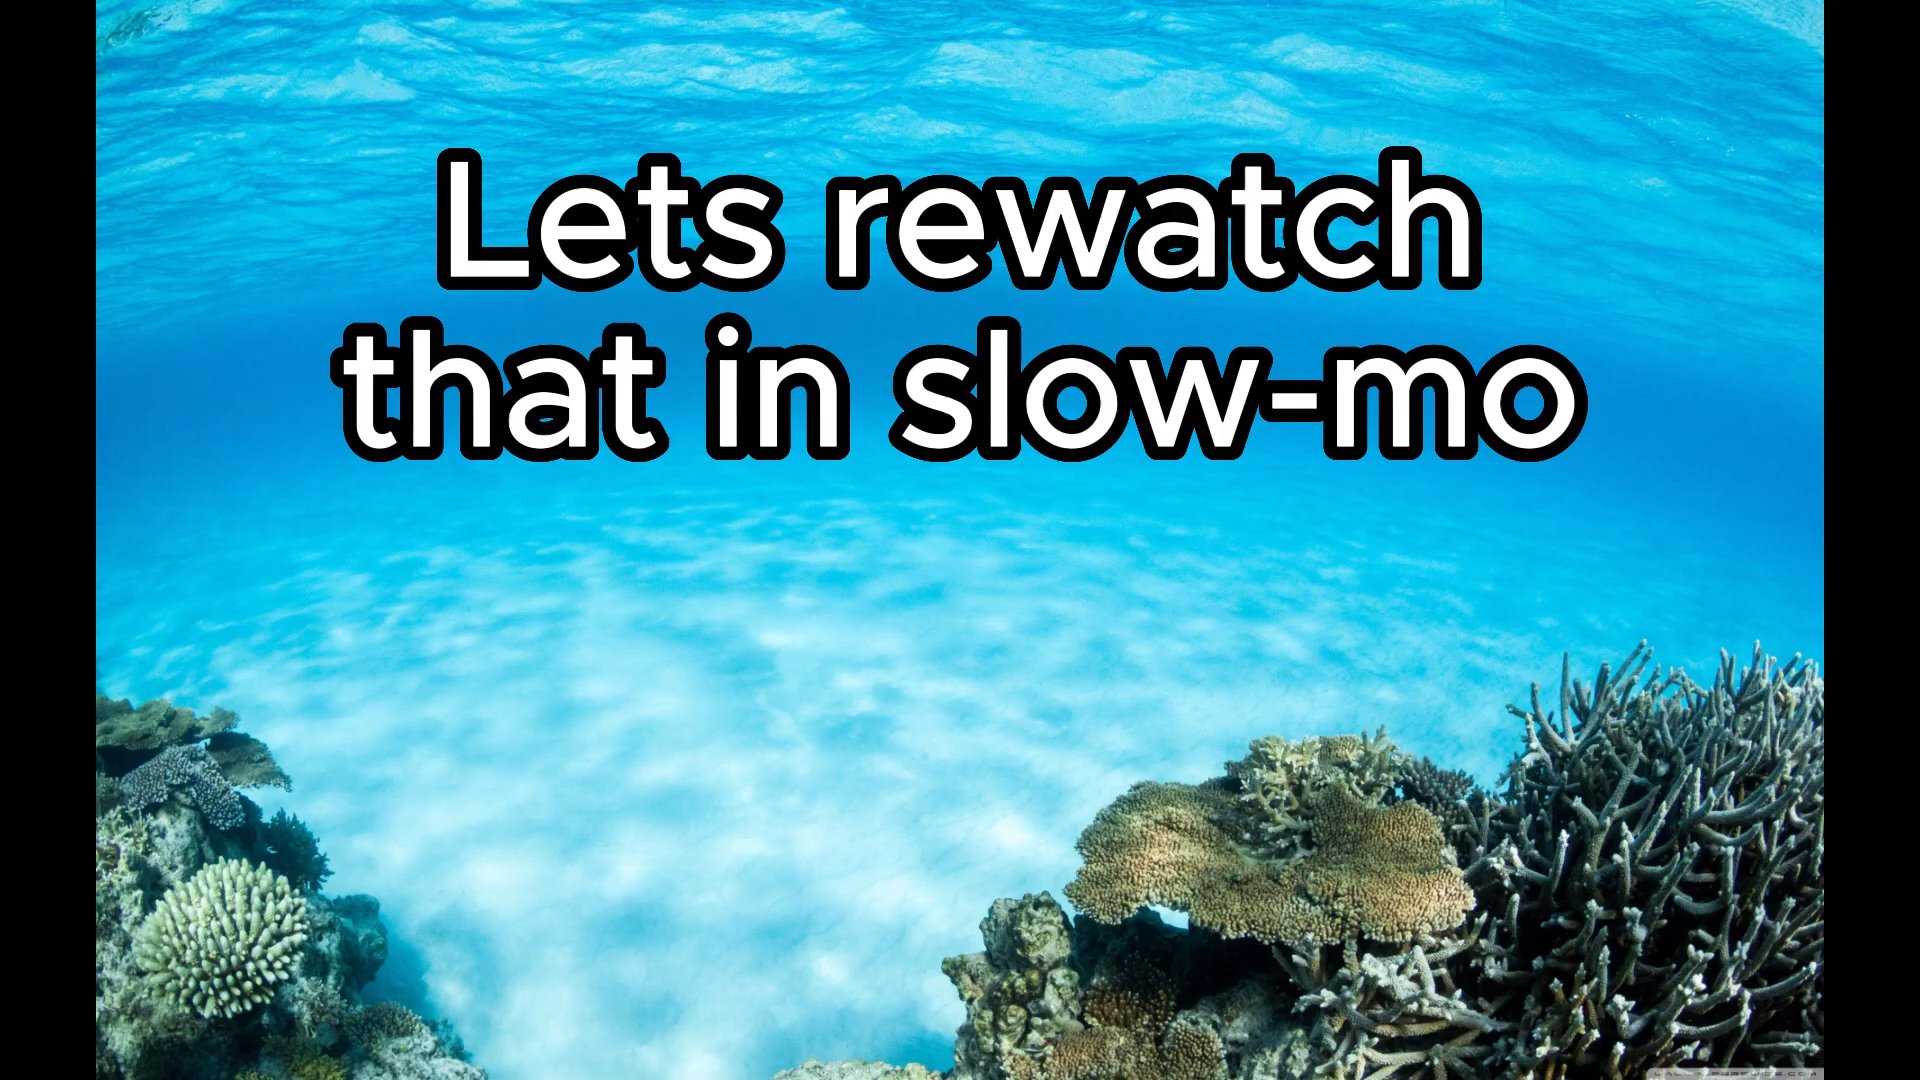 Lets rewatch
that in slow-mo